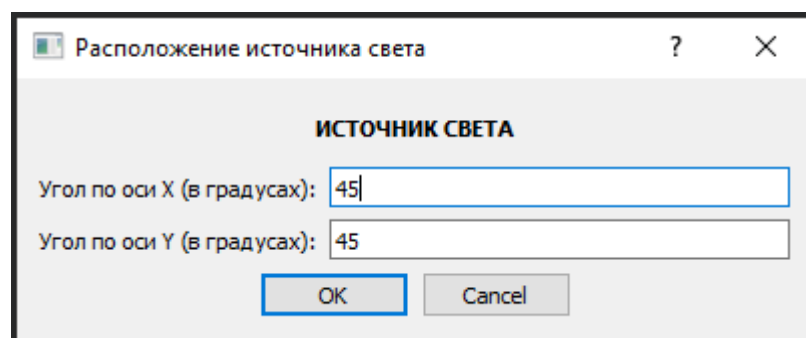 Расположение источника света ?
ИСТОЧНИК СВЕТА
Угол по оси X (в градусах): 45
Угол по оси Y (в градусах): 45
OK Cancel